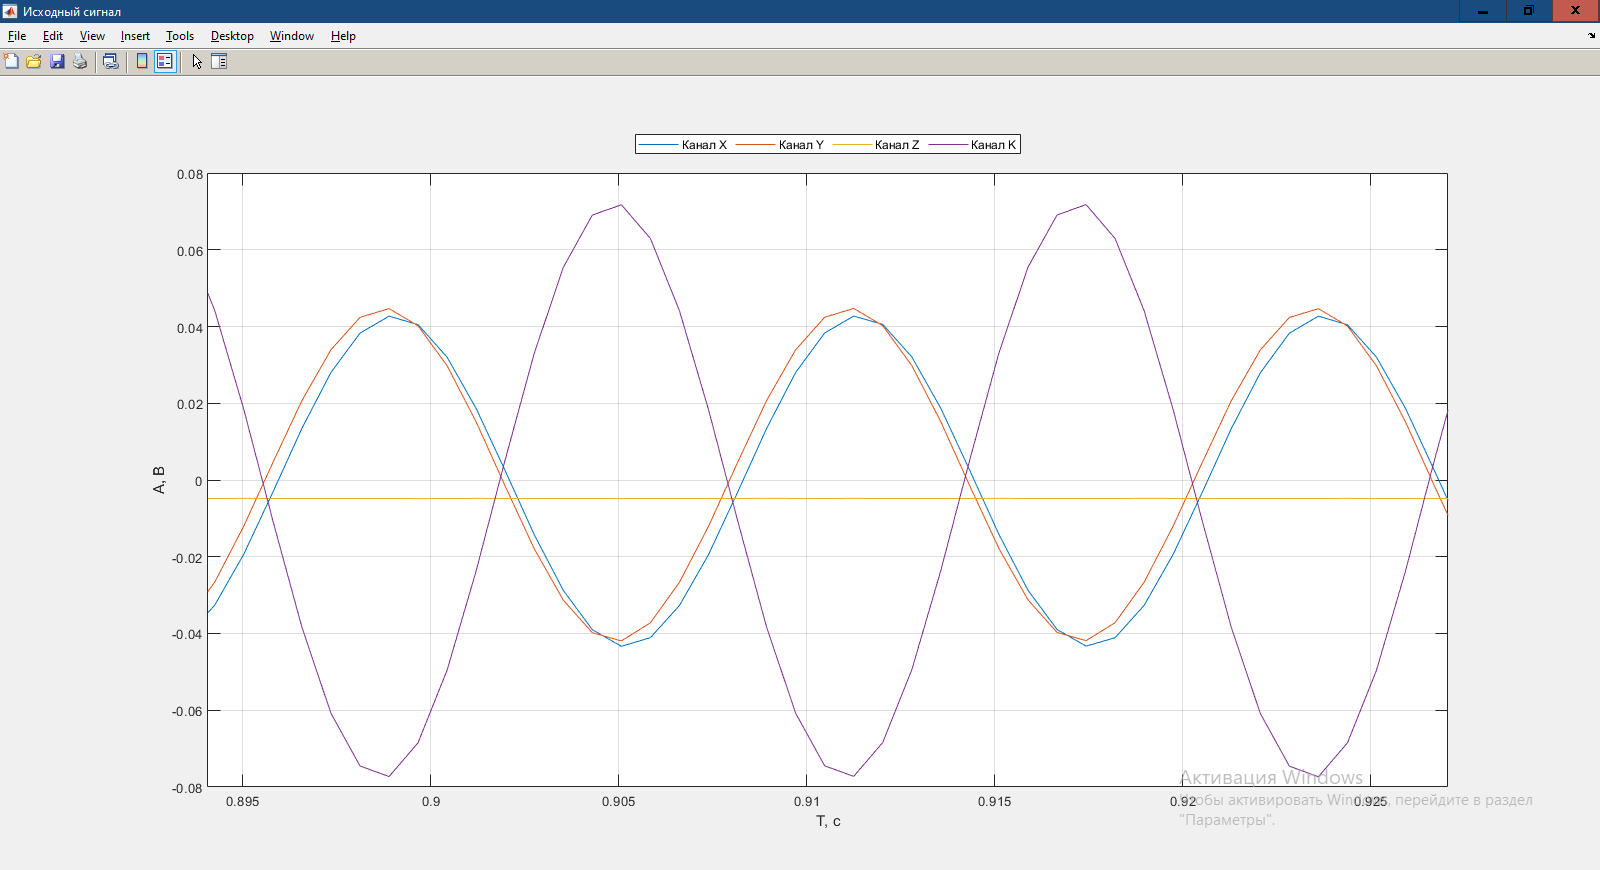 Исходный сигнал
File Edit View Insert Tools Desktop Window Help
Канал X Канал Y Канал Z Канал K
0.08
0.06
0.04
0.02
0
-0.02
-0.04
-0.06
-0.08
A, B
0.895 0.9 0.905 0.91 0.915 0.92 0.925
T, c
Активация Windows
Чтобы активировать Windows, перейдите в раздел
"Параметры".